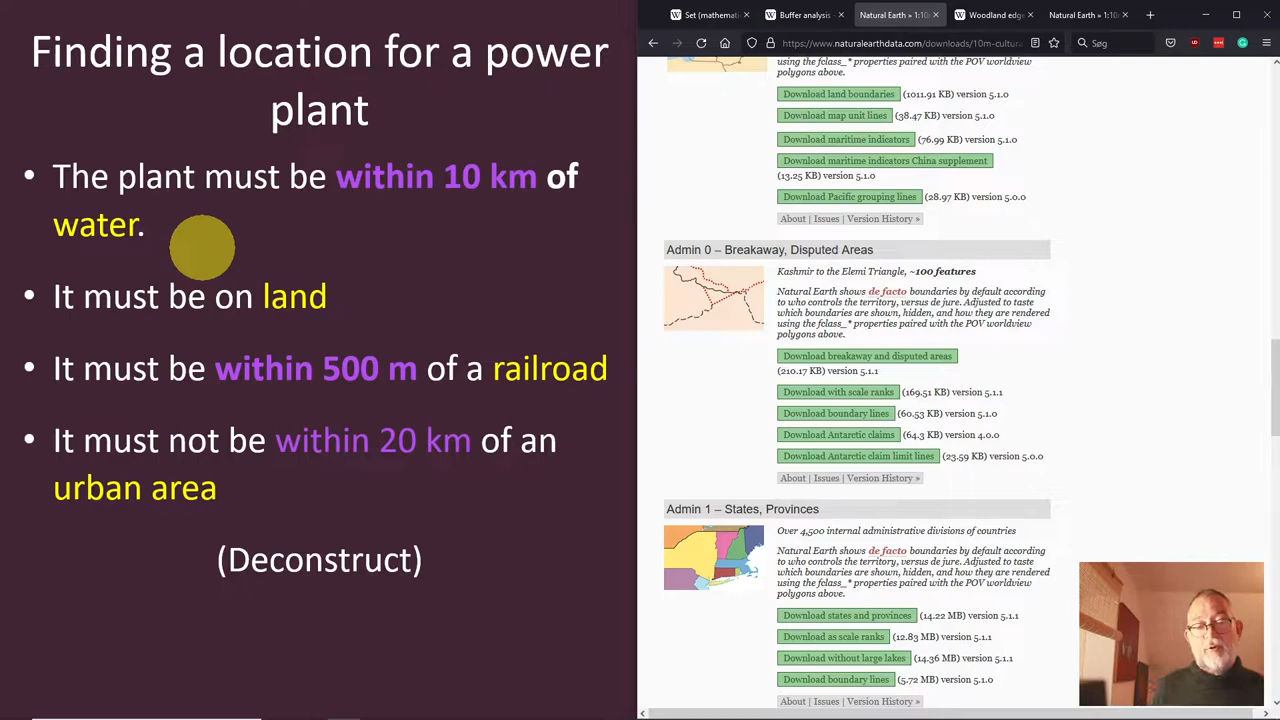 Finding a location for a power
plant
• The plant must be within 10 km of
water.
• It must be on land
• It must be within 500 m of a railroad
• It must not be within 20 km of an
urban area
(Deconstruct)
Set (mathemati
Buffer analysis -
Natural Earth » 1:10m
Woodland edge
Natural Earth » 1:10m
https://www.naturalearthdata.com/downloads/10m-cultura
Søg
using the fclass_* properties paired with the POV worldview
polygons above.
Download land boundaries (1011.91 KB) version 5.1.0
Download map unit lines (38.47 KB) version 5.1.0
Download maritime indicators (76.99 KB) version 5.1.0
Download maritime indicators China supplement
(13.25 KB) version 5.1.0
Download Pacific grouping lines (28.97 KB) version 5.0.0
About | Issues | Version History »
Admin 0 – Breakaway, Disputed Areas
Kashmir to the Elemi Triangle, ~100 features
Natural Earth shows de facto boundaries by default according
to who controls the territory, versus de jure. Adjusted to taste
which boundaries are shown, hidden, and how they are rendered
using the fclass_* properties paired with the POV worldview
polygons above.
Download breakaway and disputed areas
(210.17 KB) version 5.1.1
Download with scale ranks (169.51 KB) version 5.1.1
Download boundary lines (60.53 KB) version 5.1.0
Download Antarctic claims (64.3 KB) version 4.0.0
Download Antarctic claim limit lines (23.59 KB) version 5.0.0
About | Issues | Version History »
Admin 1 – States, Provinces
Over 4,500 internal administrative divisions of countries
Natural Earth shows de facto boundaries by default according
to who controls the territory, versus de jure. Adjusted to taste
which boundaries are shown, hidden, and how they are rendered
using the fclass_* properties paired with the POV worldview
polygons above.
Download states and provinces (14.22 MB) version 5.1.1
Download as scale ranks (12.83 MB) version 5.1.1
Download without large lakes (14.36 MB) version 5.1.1
Download boundary lines (5.72 MB) version 5.1.0
About | Issues | Version History »